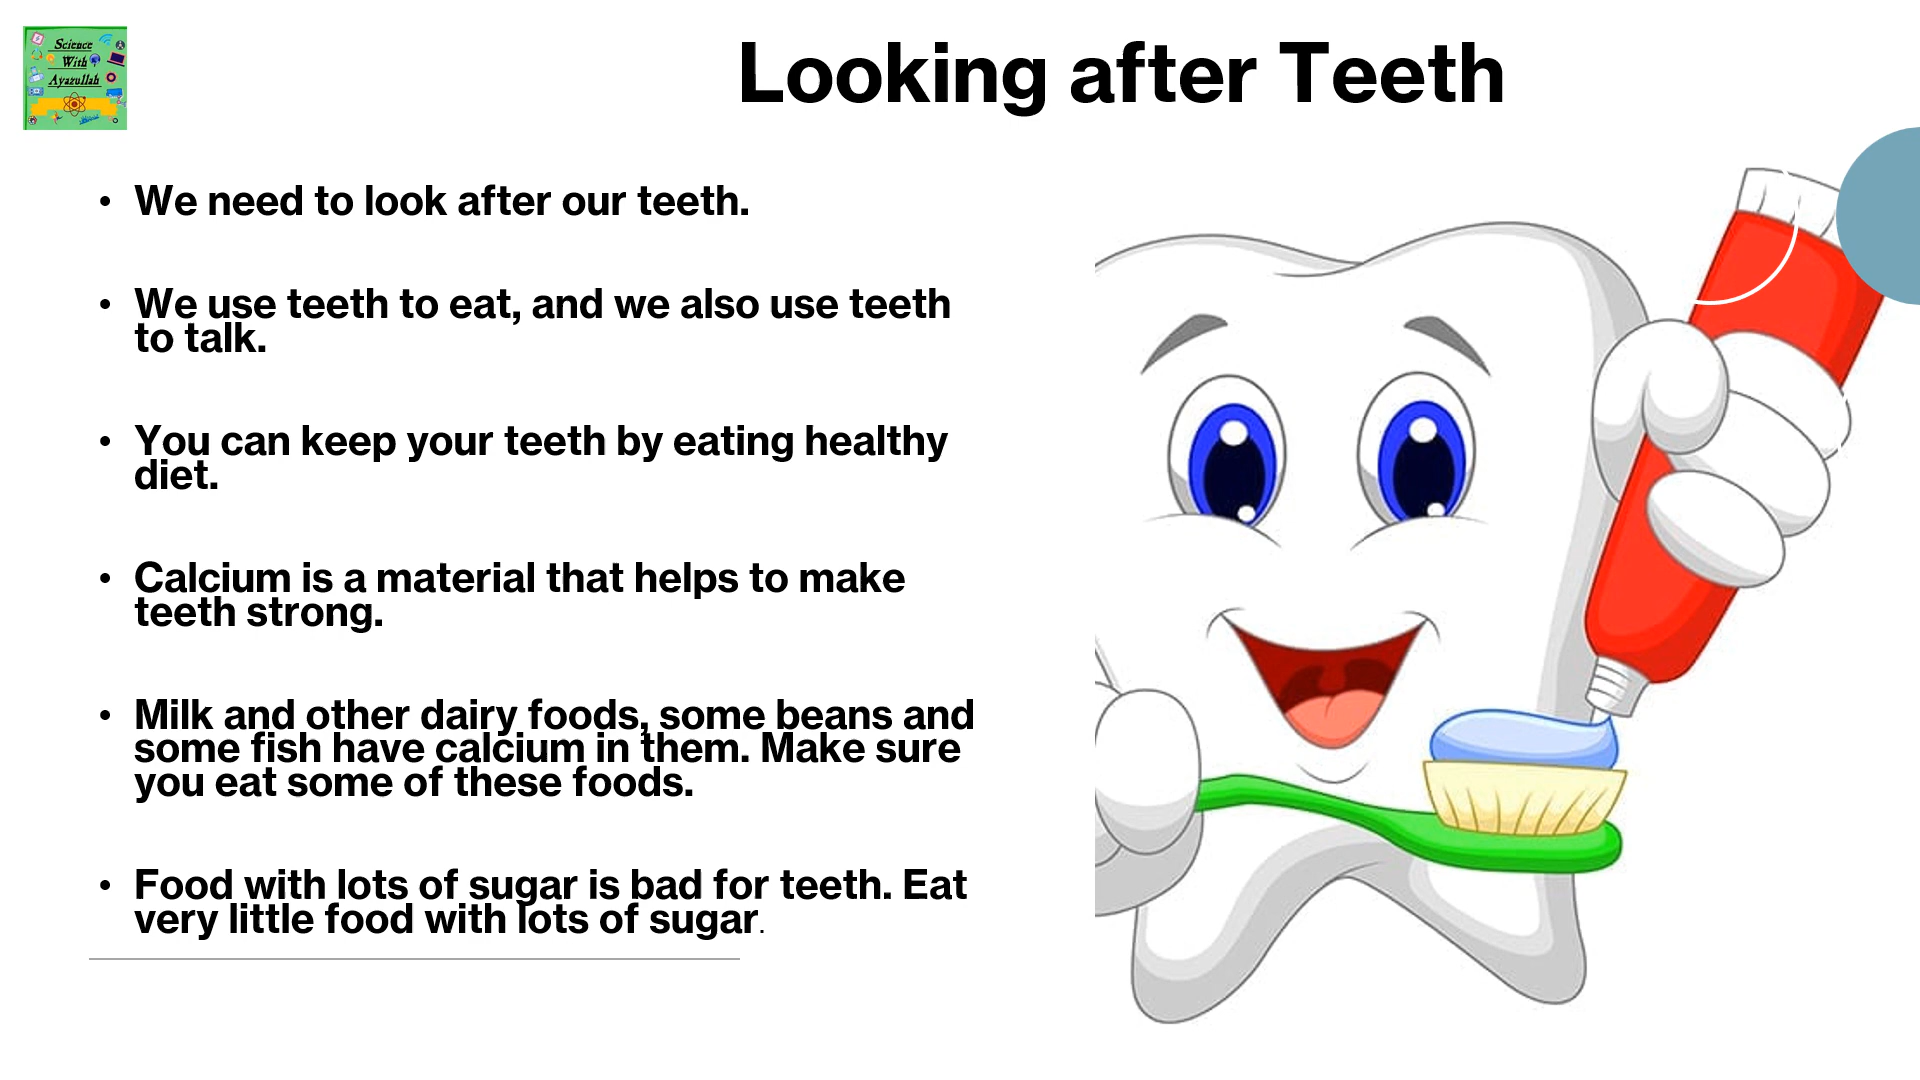 Science
With
Ayazullah
Looking after Teeth
• We need to look after our teeth.
• We use teeth to eat, and we also use teeth
to talk.
• You can keep your teeth by eating healthy
diet.
• Calcium is a material that helps to make
teeth strong.
• Milk and other dairy foods, some beans and
some fish have calcium in them. Make sure
you eat some of these foods.
• Food with lots of sugar is bad for teeth. Eat
very little food with lots of sugar.